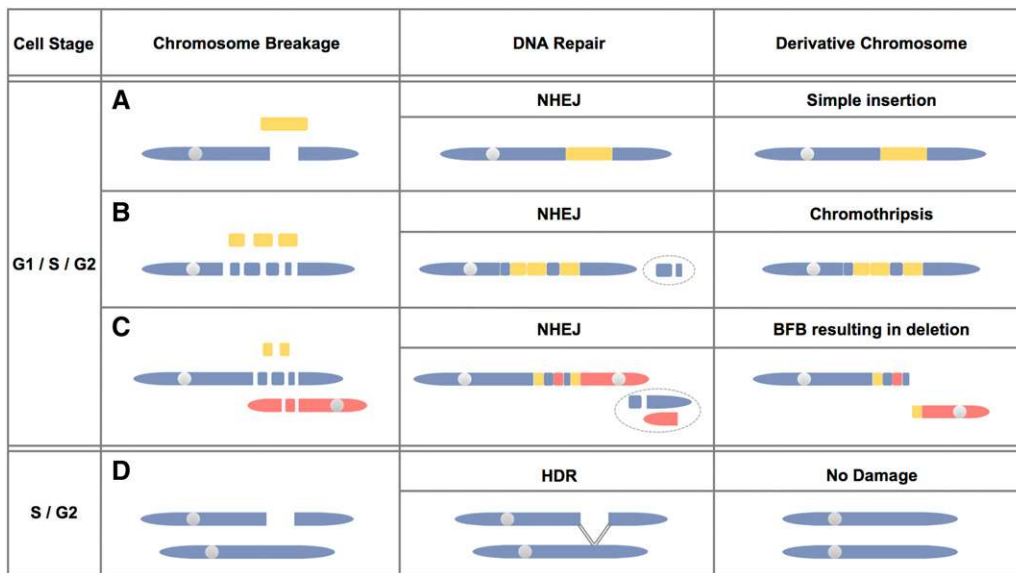 Cell Stage
Chromosome Breakage
DNA Repair
Derivative Chromosome
G1 / S / G2
A
NHEJ
Simple insertion
B
NHEJ
Chromothripsis
C
NHEJ
BFB resulting in deletion
S / G2
D
HDR
No Damage